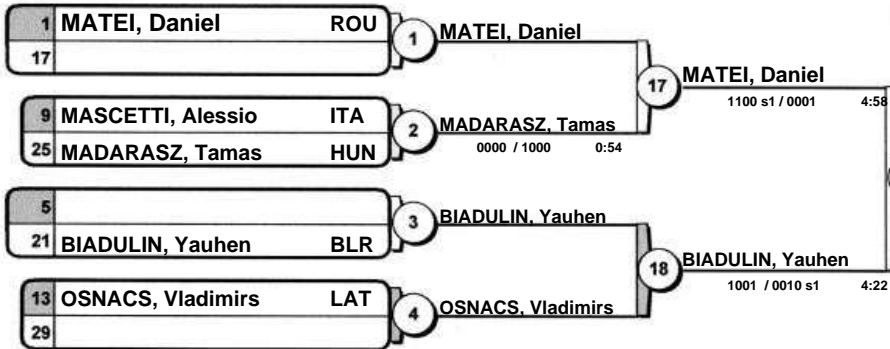 1 MATEI, Daniel ROU
17
1 MATEI, Daniel
9 MASCETTI, Alessio ITA
25 MADARASZ, Tamas HUN
2 MADARASZ, Tamas
0000 / 1000 0:54
17 MATEI, Daniel
1100 s1 / 0001 4:58
5
21 BIADULIN, Yauhen BLR
3 BIADULIN, Yauhen
13 OSNACS, Vladimirs LAT
29
4 OSNACS, Vladimirs
18 BIADULIN, Yauhen
1001 / 0010 s1 4:22